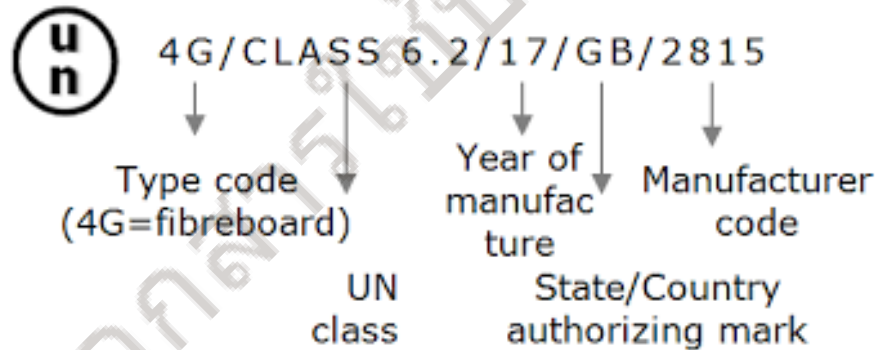 u
n
4G/CLASS 6.2/17/GB/2815
Type code
(4G=fibreboard)
Year of
manufac
ture
Manufacturer
code
UN
class
State/Country
authorizing mark